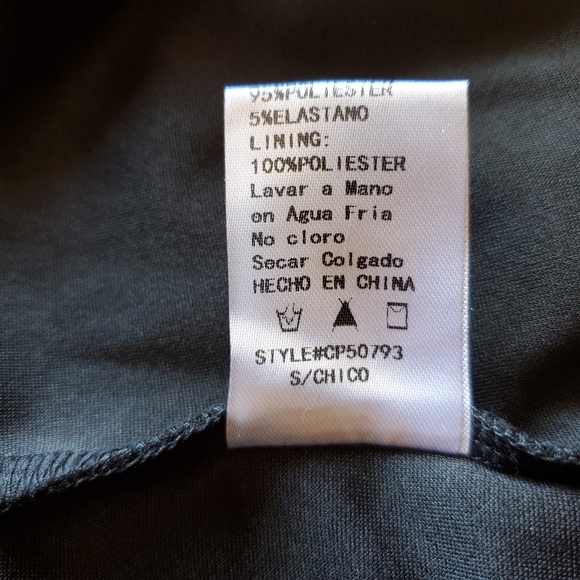 95%POLIESTER
5%ELASTANO
LINING:
100%POLIESTER
Lavar a Mano
en Agua Fria
No cloro
Secar Colgado
HECHO EN CHINA
STYLE#CP50793
S/CHICO